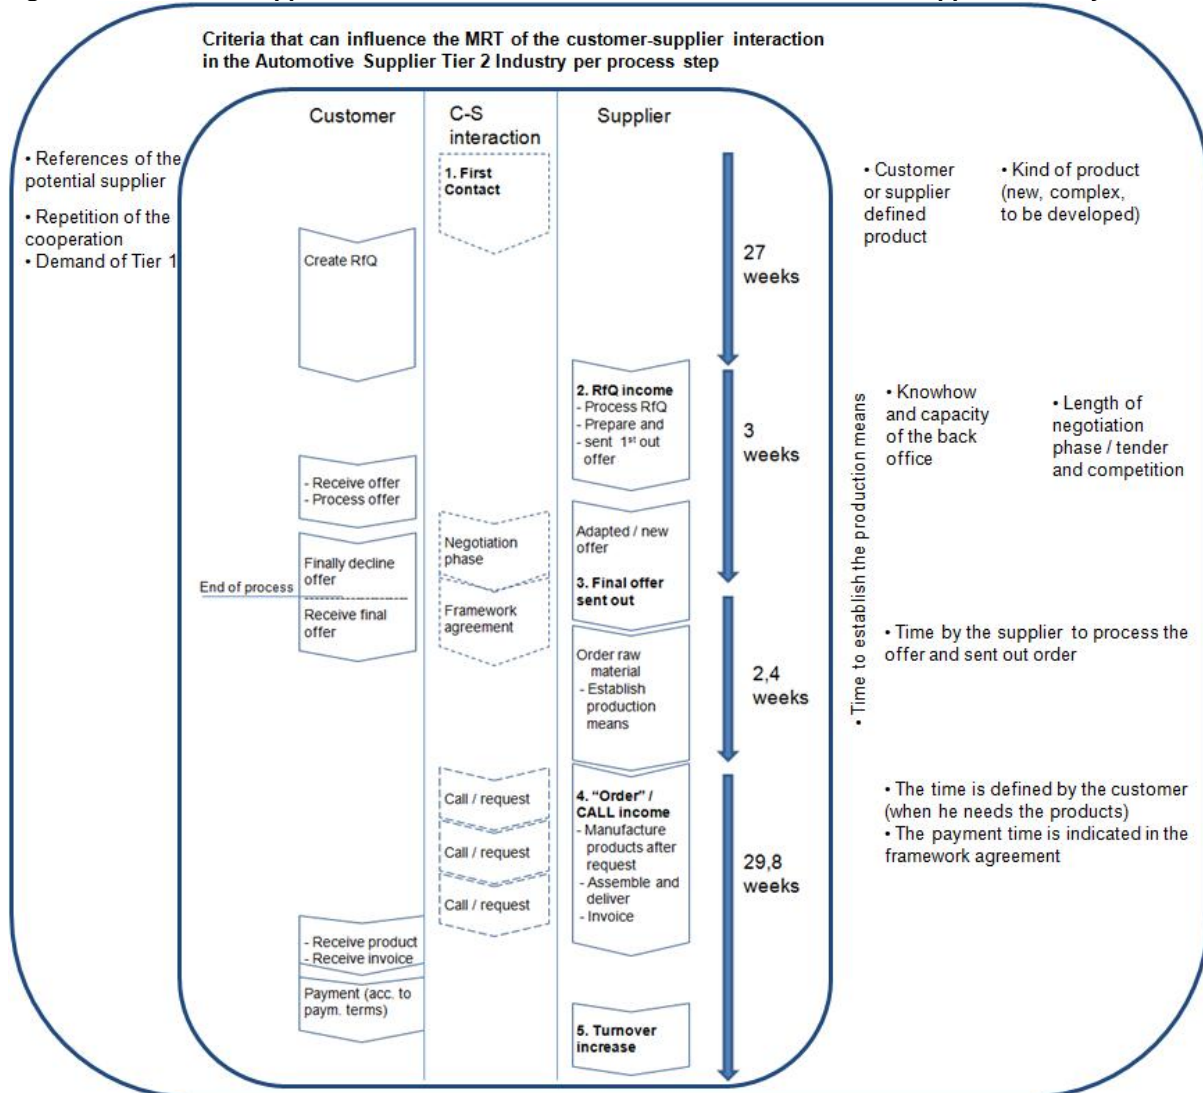 Criteria that can influence the MRT of the customer-supplier interaction
in the Automotive Supplier Tier 2 Industry per process step
Customer
C-S
interaction
Supplier
• References of the
potential supplier
• Repetition of the
cooperation
• Demand of Tier 1
1. First
Contact
Create RfQ
27
weeks
• Customer
or supplier
defined
product
• Kind of product
(new, complex,
to be developed)
2. RfQ income
- Process RfQ
- Prepare and
- sent 1st out
offer
3
weeks
• Knowhow
and capacity
of the back
office
• Length of
negotiation
phase / tender
and competition
- Receive offer
- Process offer
Negotiation
phase
Adapted / new
offer
3. Final offer
sent out
Finally decline
offer
End of process
Receive final
offer
Framework
agreement
• Time to establish the production means
Order raw
material
- Establish
production
means
2,4
weeks
• Time by the supplier to process the
offer and sent out order
Call / request
Call / request
Call / request
4. “Order” /
CALL income
- Manufacture
products after
request
- Assemble and
deliver
- Invoice
29,8
weeks
• The time is defined by the customer
(when he needs the products)
• The payment time is indicated in the
framework agreement
- Receive product
- Receive invoice
Payment (acc. to
paym. terms)
5. Turnover
increase